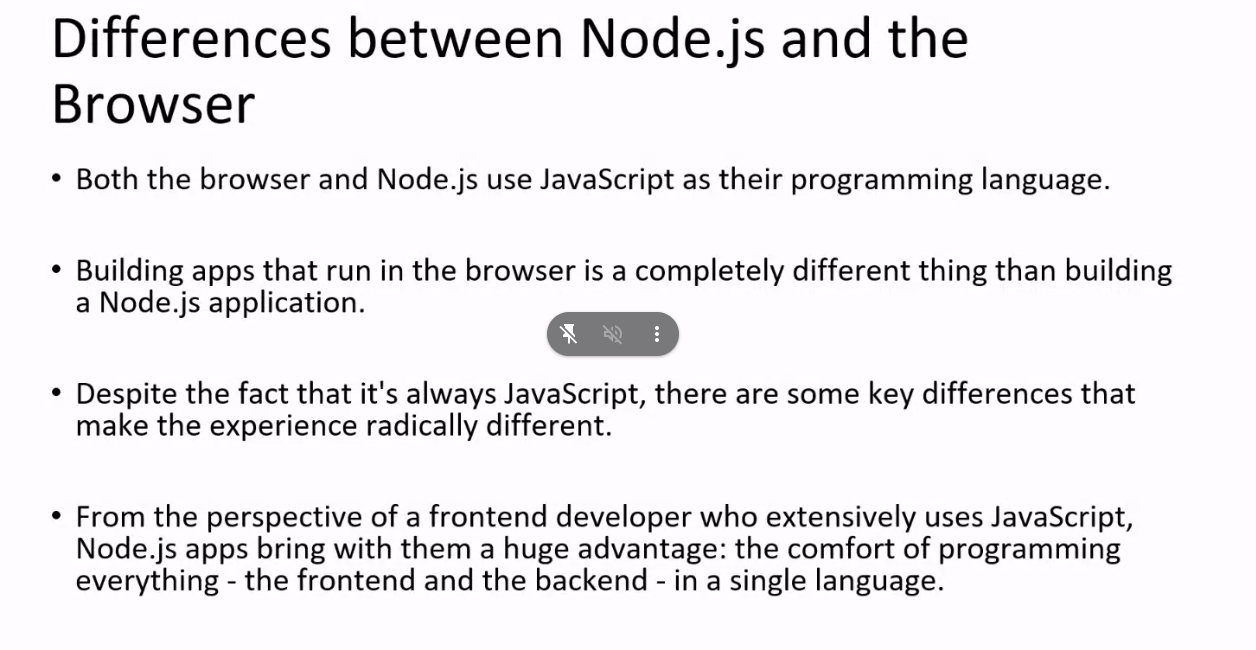 Differences between Node.js and the
Browser
• Both the browser and Node.js use JavaScript as their programming language.
• Building apps that run in the browser is a completely different thing than building
a Node.js application.
• Despite the fact that it's always JavaScript, there are some key differences that
make the experience radically different.
• From the perspective of a frontend developer who extensively uses JavaScript,
Node.js apps bring with them a huge advantage: the comfort of programming
everything - the frontend and the backend - in a single language.